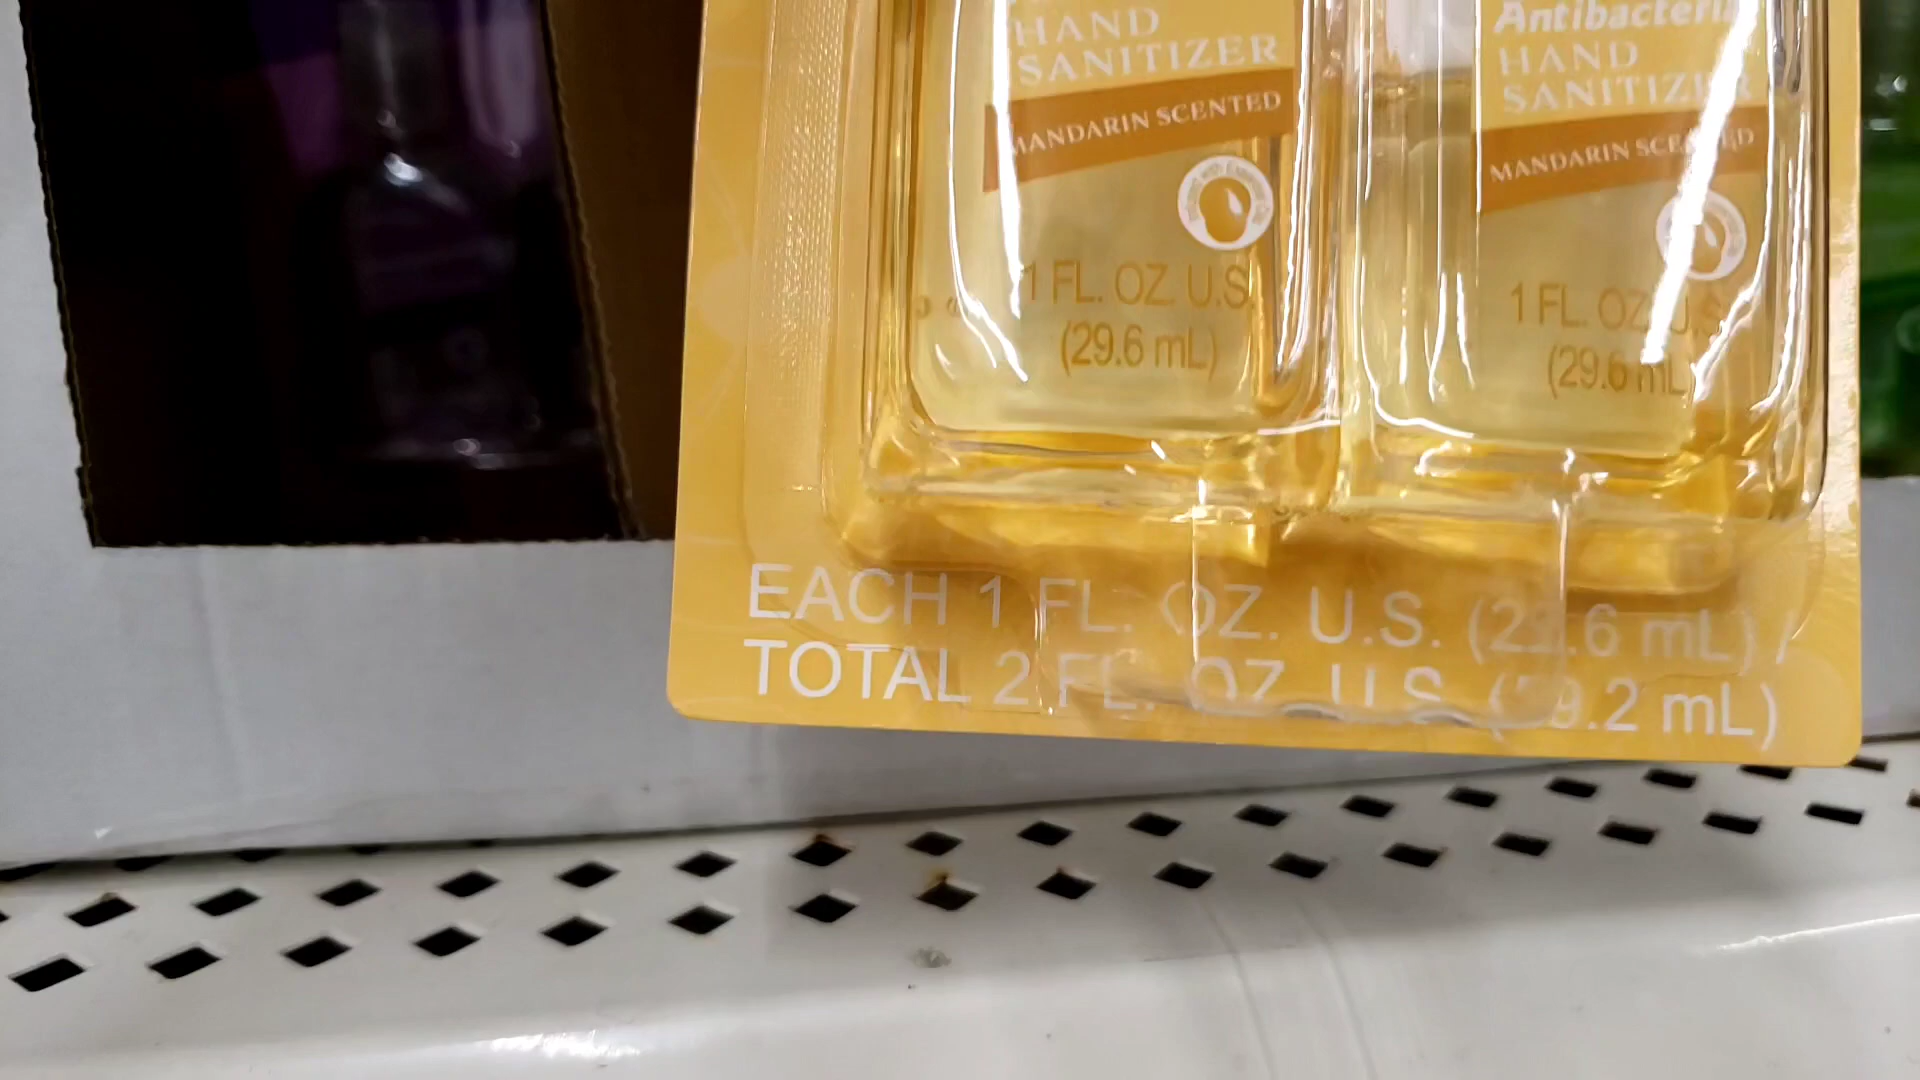 HAND
SANITIZER
MANDARIN SCENTED
1 FL. OZ. U.S.
(29.6 mL)
Antibacterial
HAND
SANITIZER
MANDARIN SCENTED
1 FL. OZ. U.S.
(29.6 mL)
EACH 1 FL. OZ. U.S. (29.6 mL) /
TOTAL 2 FL. OZ. U.S. (59.2 mL)